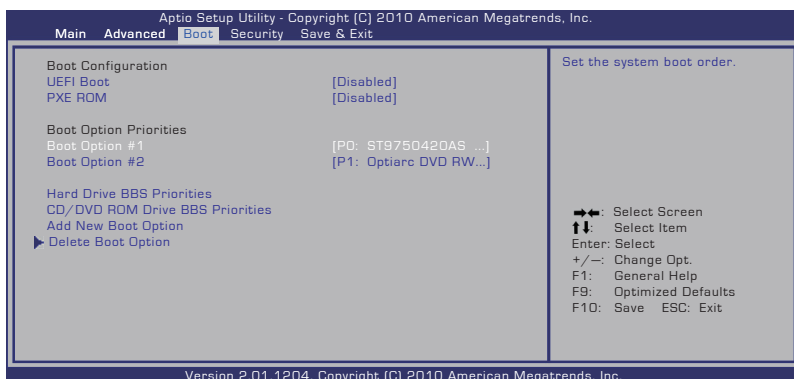 Aptio Setup Utility - Copyright (C) 2010 American Megatrends, Inc.
Main Advanced Boot Security Save & Exit
Boot Configuration
UEFI Boot [Disabled]
PXE ROM [Disabled]
Boot Option Priorities
Boot Option #1 [P0: ST9750420AS ...]
Boot Option #2 [P1: Optiarc DVD RW...]
Hard Drive BBS Priorities
CD/DVD ROM Drive BBS Priorities
Add New Boot Option
Delete Boot Option
Set the system boot order.
→←: Select Screen
↑↓: Select Item
Enter: Select
+/—: Change Opt.
F1: General Help
F9: Optimized Defaults
F10: Save ESC: Exit
Version 2.01.1204. Copyright (C) 2010 American Megatrends, Inc.